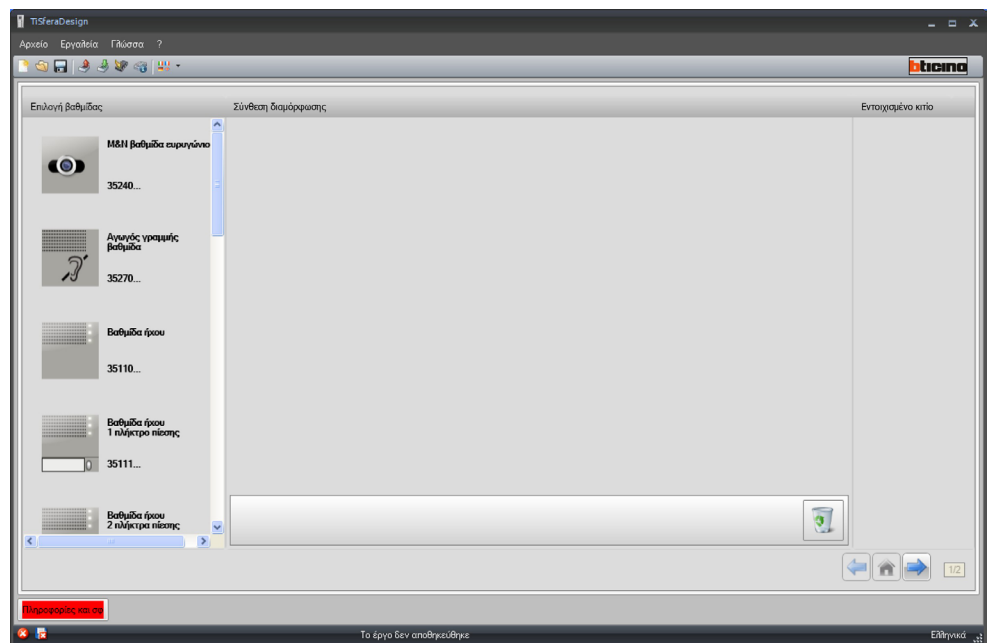 TiSferaDesign
Αρχείο Εργαλεία Γλώσσα ?
bticino
Επιλογή βαθμίδας
Σύνθεση διαμόρφωσης
Εντοιχισμένο κιτίο
M&N βαθμίδα ευρυγώνιο
35240...
Αγωγός γραμμής
βαθμίδα
35270...
Βαθμίδα ήχου
35110...
Βαθμίδα ήχου
1 πλήκτρο πίεσης
35111...
Βαθμίδα ήχου
2 πλήκτρα πίεσης
1/2
Πληροφορίες και σφ
Το έργο δεν αποθηκεύθηκε
Ελληνικά